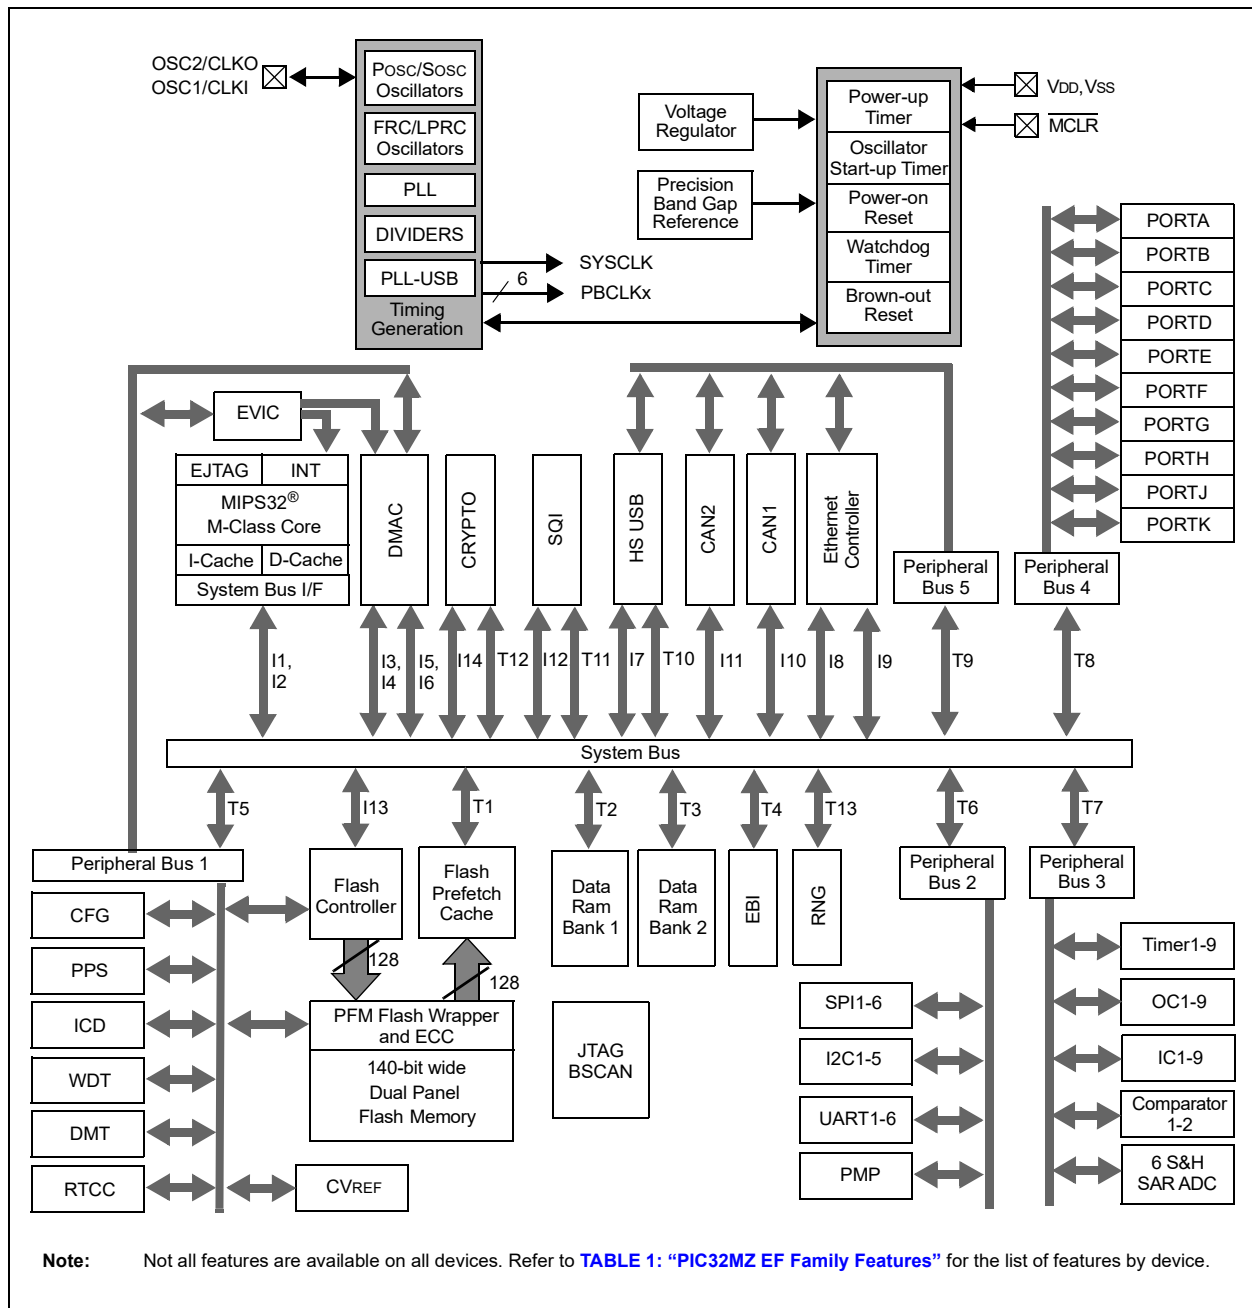 OSC2/CLKO
OSC1/CLKI
POSC/SOSC
Oscillators
FRC/LPRC
Oscillators
PLL
DIVIDERS
PLL-USB
Timing
Generation
SYSCLK
6
PBCLKx
Voltage
Regulator
Precision
Band Gap
Reference
Power-up
Timer
Oscillator
Start-up Timer
Power-on
Reset
Watchdog
Timer
Brown-out
Reset
VDD, VSS
MCLR
PORTA
PORTB
PORTC
PORTD
PORTE
PORTF
PORTG
PORTH
PORTJ
PORTK
EVIC
EJTAG
INT
MIPS32®
M-Class Core
I-Cache
D-Cache
System Bus I/F
DMAC
CRYPTO
SQI
HS USB
CAN2
CAN1
Ethernet
Controller
Peripheral
Bus 5
Peripheral
Bus 4
I1,
I2
I3,
I4
I5,
I6
I14
T12
I12
T11
I7
T10
I11
I10
I8
I9
T9
T8
System Bus
T5
I13
T1
T2
T3
T4
T13
T6
T7
Peripheral Bus 1
Flash
Controller
Flash
Prefetch
Cache
Data
Ram
Bank 1
Data
Ram
Bank 2
EBI
RNG
Peripheral
Bus 2
Peripheral
Bus 3
CFG
PPS
ICD
WDT
DMT
RTCC
128
128
PFM Flash Wrapper
and ECC
140-bit wide
Dual Panel
Flash Memory
CVREF
JTAG
BSCAN
SPI1-6
I2C1-5
UART1-6
PMP
Timer1-9
OC1-9
IC1-9
Comparator
1-2
6 S&H
SAR ADC
Note: Not all features are available on all devices. Refer to TABLE 1: “PIC32MZ EF Family Features” for the list of features by device.